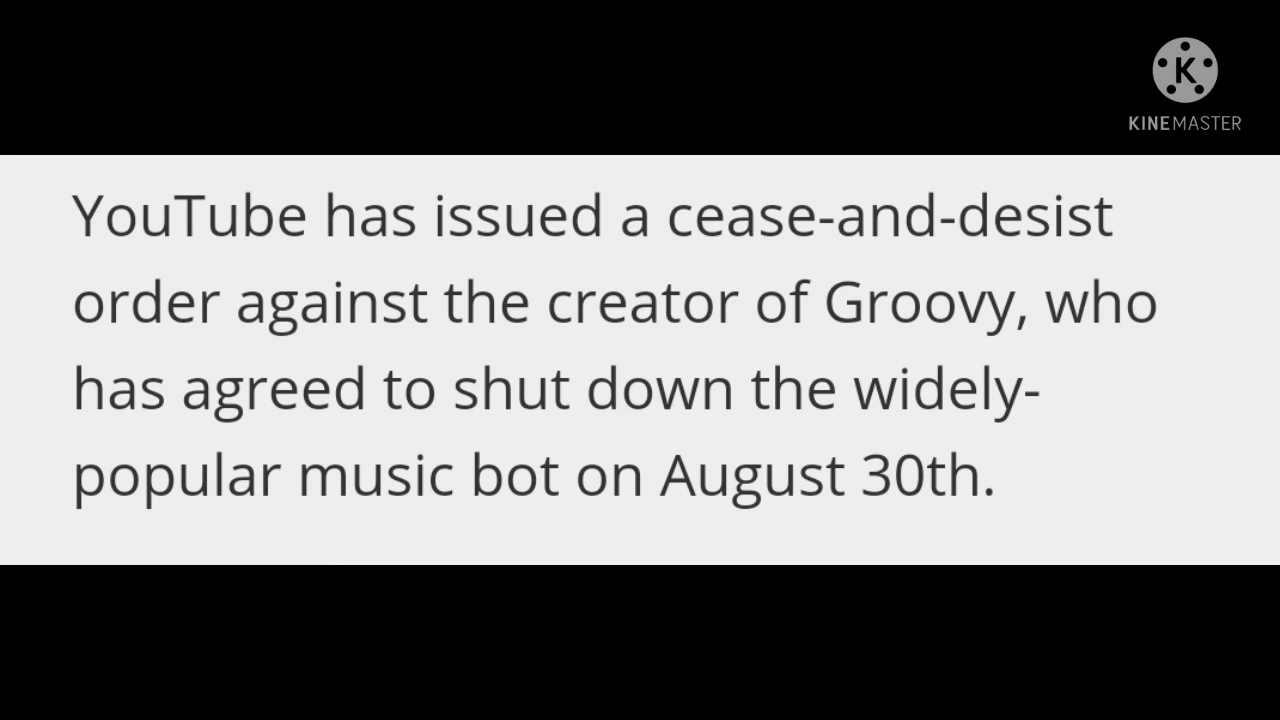 K
KINEMASTER
YouTube has issued a cease-and-desist
order against the creator of Groovy, who
has agreed to shut down the widely-
popular music bot on August 30th.